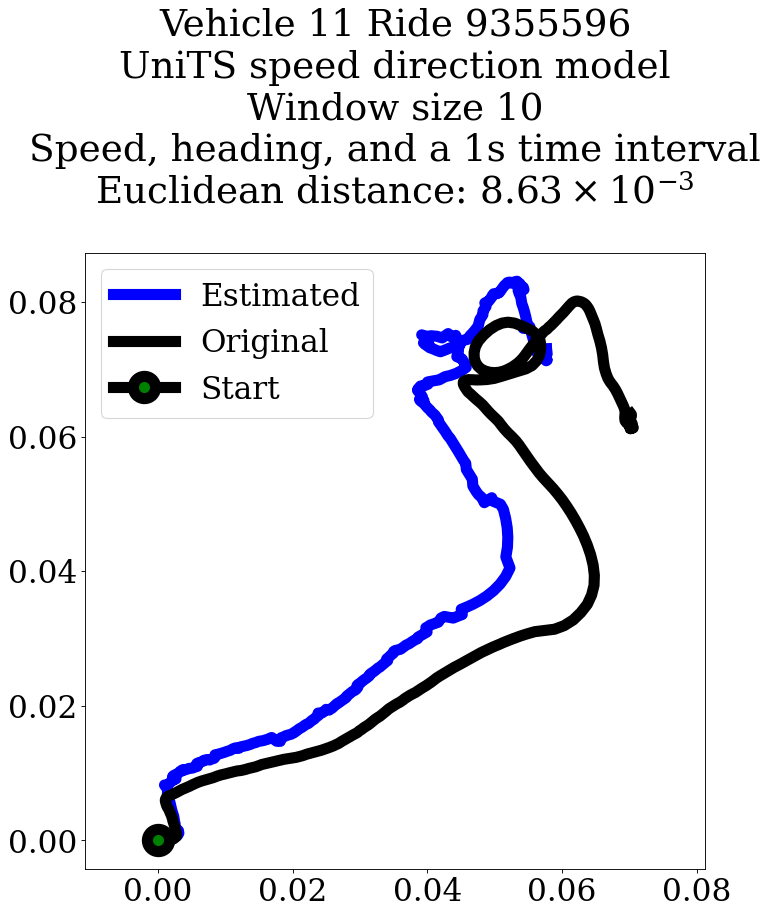 Vehicle 11 Ride 9355596
UniTS speed direction model
Window size 10
Speed, heading, and a 1s time interval
Euclidean distance: 8.63 × 10⁻³
Estimated
Original
Start
0.08
0.06
0.04
0.02
0.00
0.00 0.02 0.04 0.06 0.08